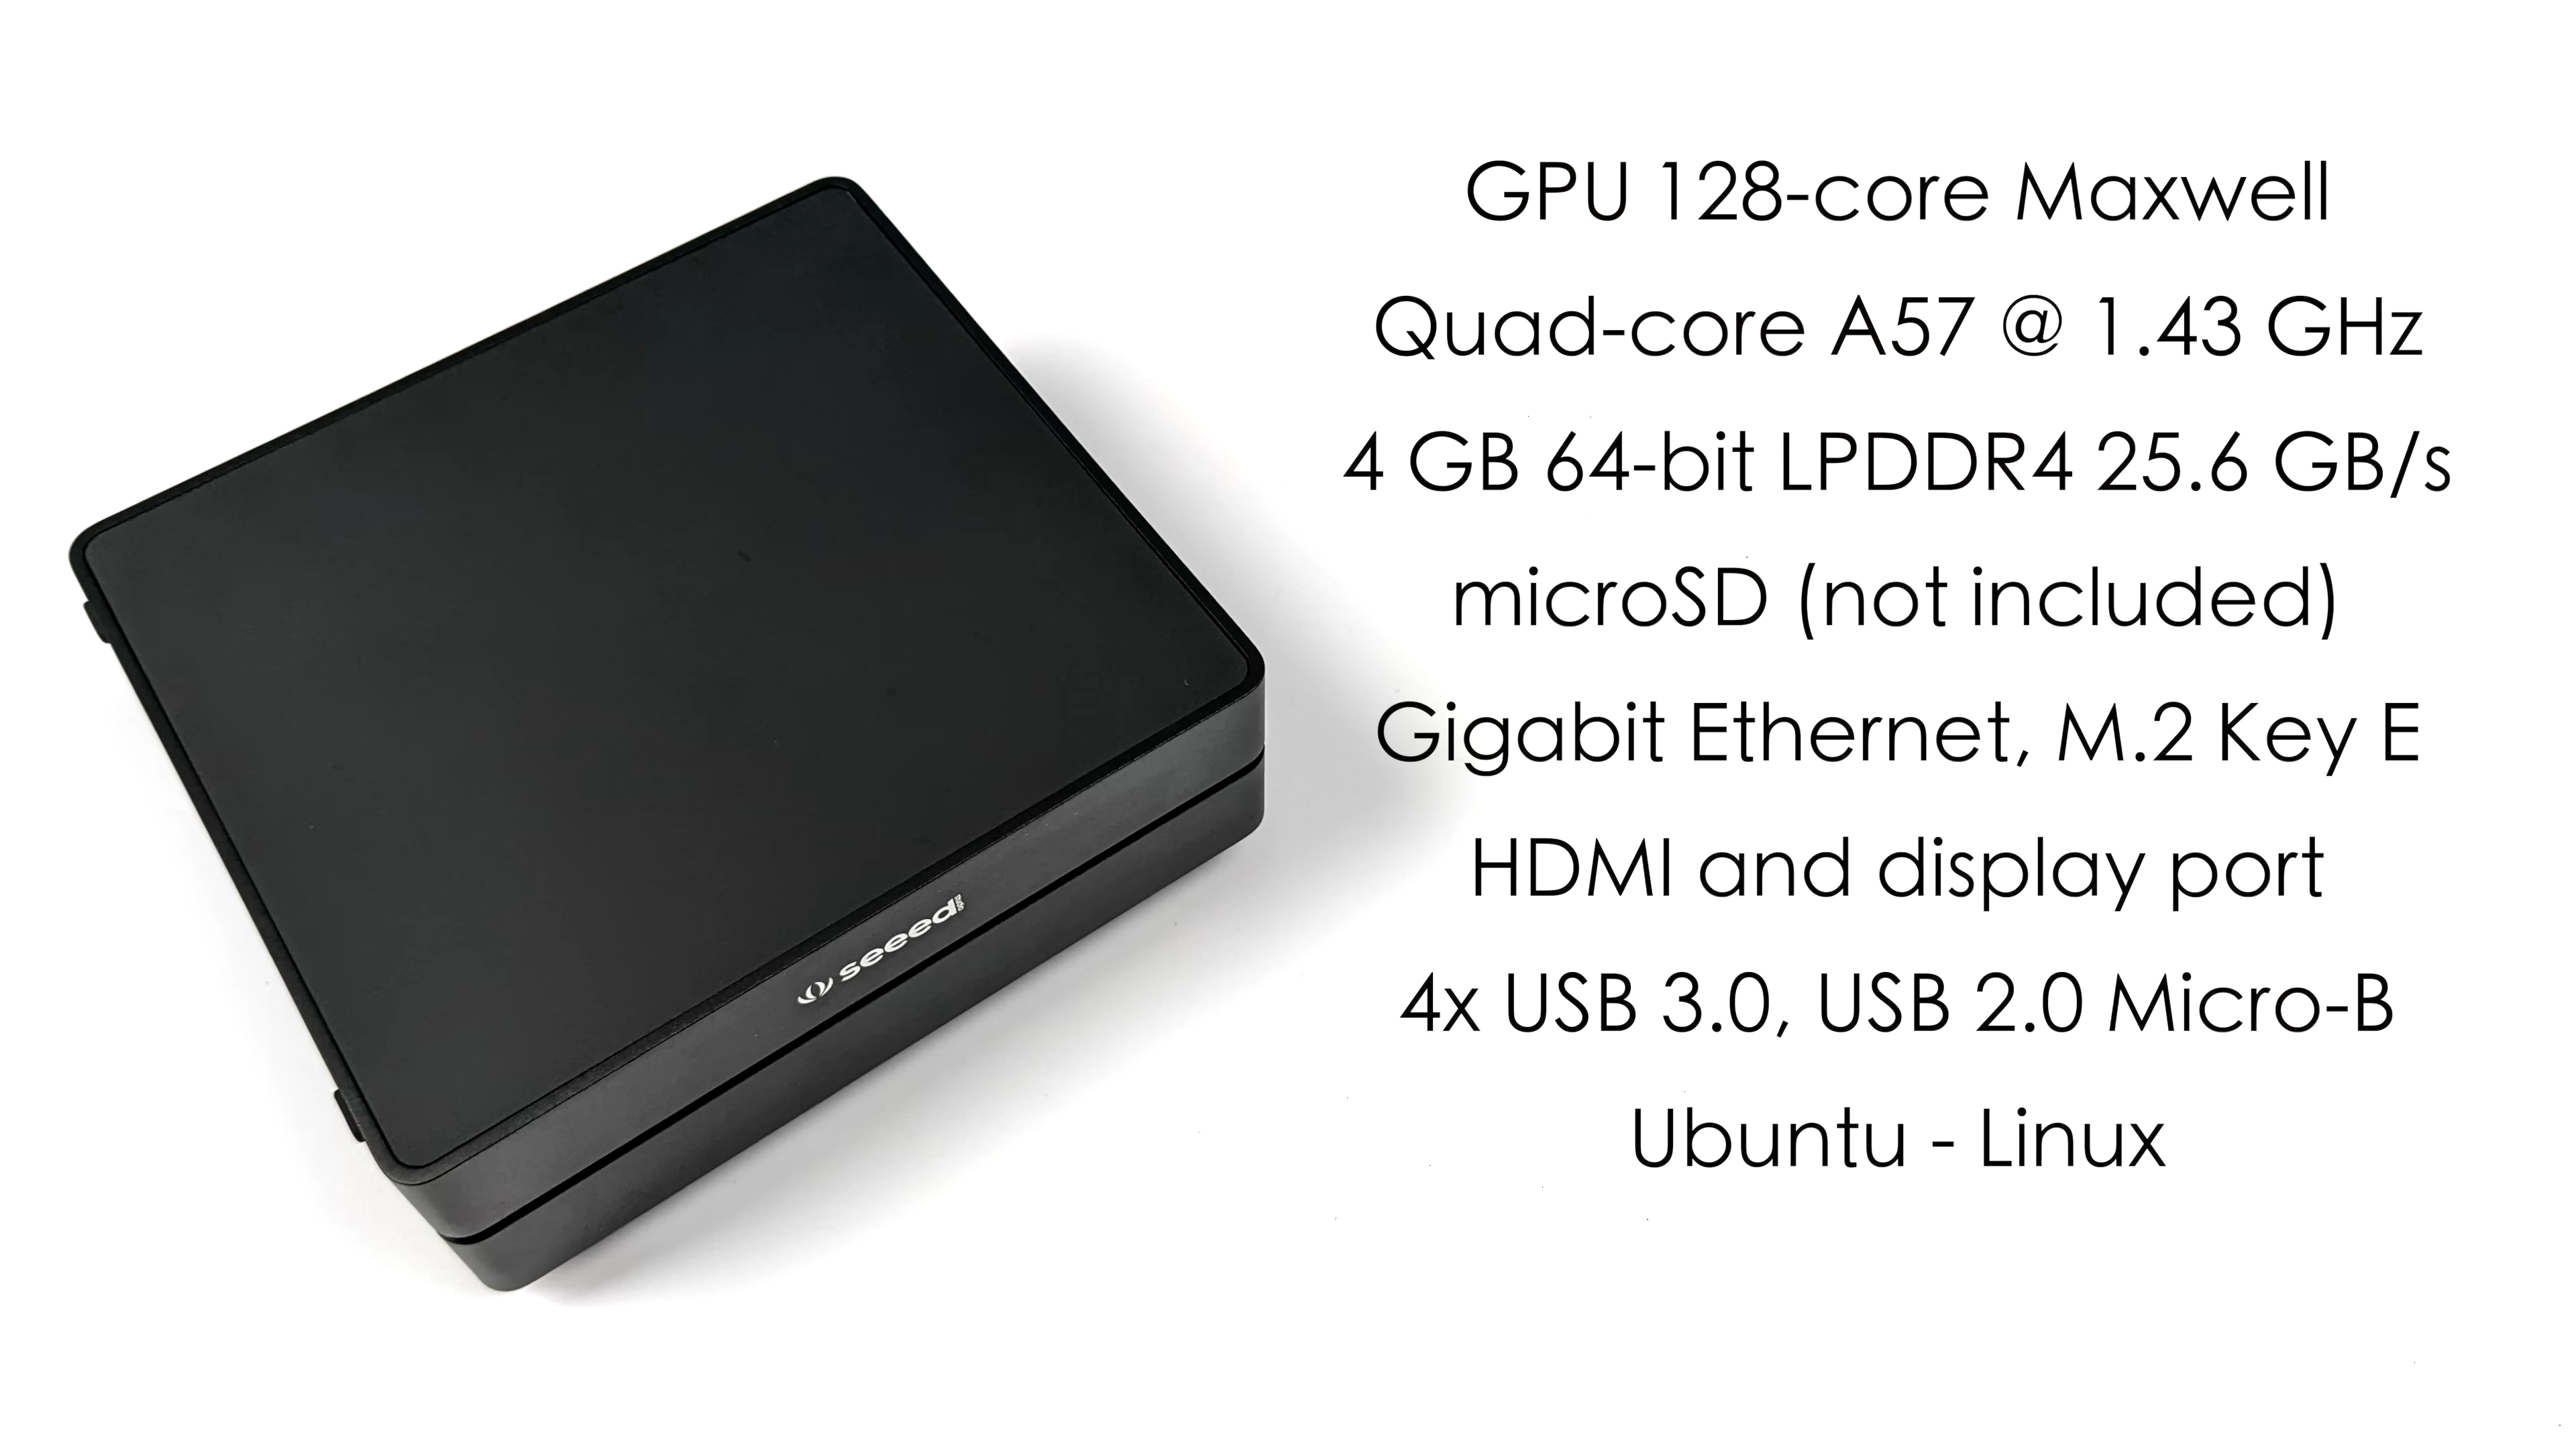 seeed studio
GPU 128-core Maxwell
Quad-core A57 @ 1.43 GHz
4 GB 64-bit LPDDR4 25.6 GB/s
microSD (not included)
Gigabit Ethernet, M.2 Key E
HDMI and display port
4x USB 3.0, USB 2.0 Micro-B
Ubuntu - Linux